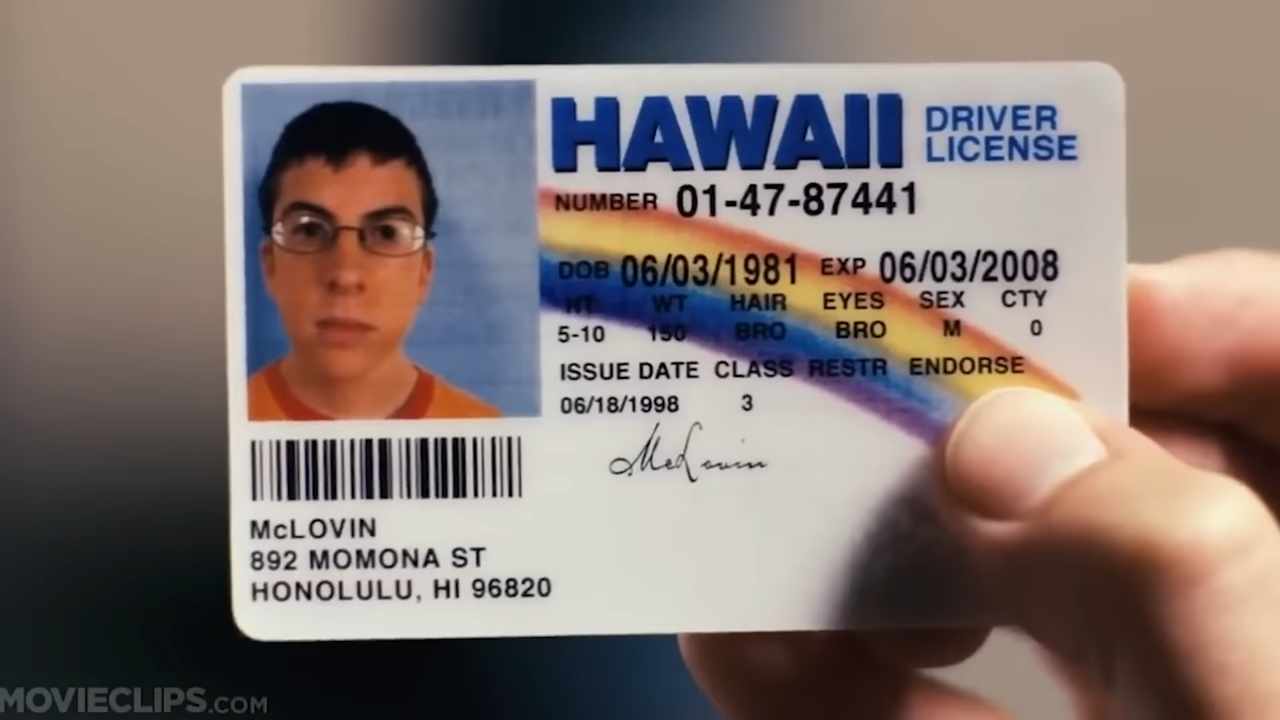 HAWAII DRIVER LICENSE
NUMBER 01-47-87441
DOB 06/03/1981 EXP 06/03/2008
HT WT HAIR EYES SEX CTY
5-10 150 BRO BRO M 0
ISSUE DATE CLASS RESTR ENDORSE
06/18/1998 3
McLovin
McLOVIN
892 MOMONA ST
HONOLULU, HI 96820
MOVIECLIPS.COM